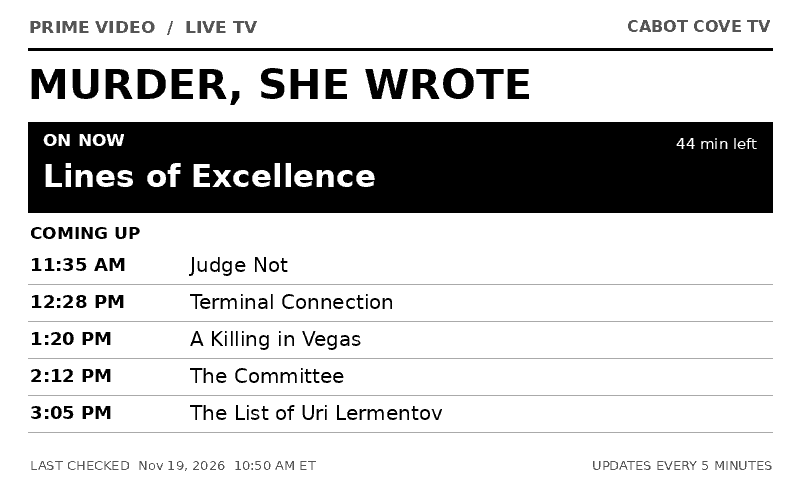 PRIME VIDEO / LIVE TV
CABOT COVE TV
MURDER, SHE WROTE
ON NOW
44 min left
Lines of Excellence
COMING UP
11:35 AM Judge Not
12:28 PM Terminal Connection
1:20 PM A Killing in Vegas
2:12 PM The Committee
3:05 PM The List of Uri Lermentov
LAST CHECKED Nov 19, 2026 10:50 AM ET
UPDATES EVERY 5 MINUTES